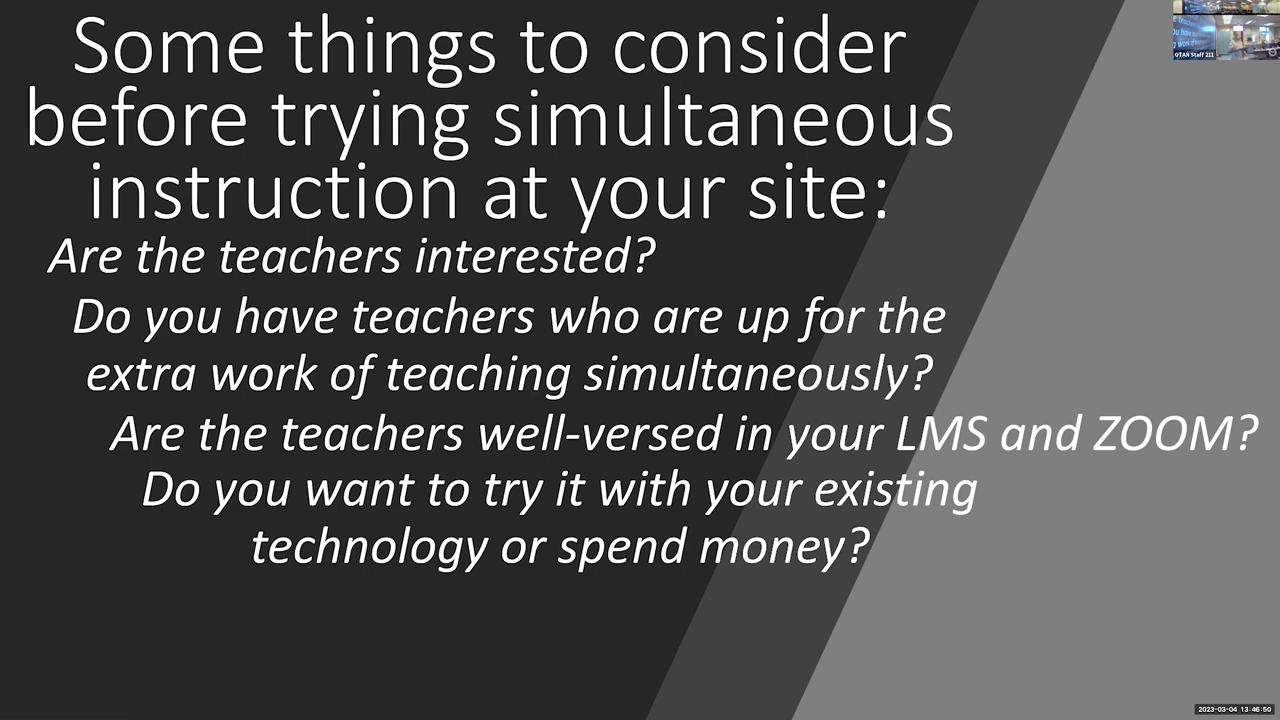 Some things to consider
before trying simultaneous
instruction at your site:
Are the teachers interested?
Do you have teachers who are up for the
extra work of teaching simultaneously?
Are the teachers well-versed in your LMS and ZOOM?
Do you want to try it with your existing
technology or spend money?
OTAN Staff 211
2023-03-04 13:46:50